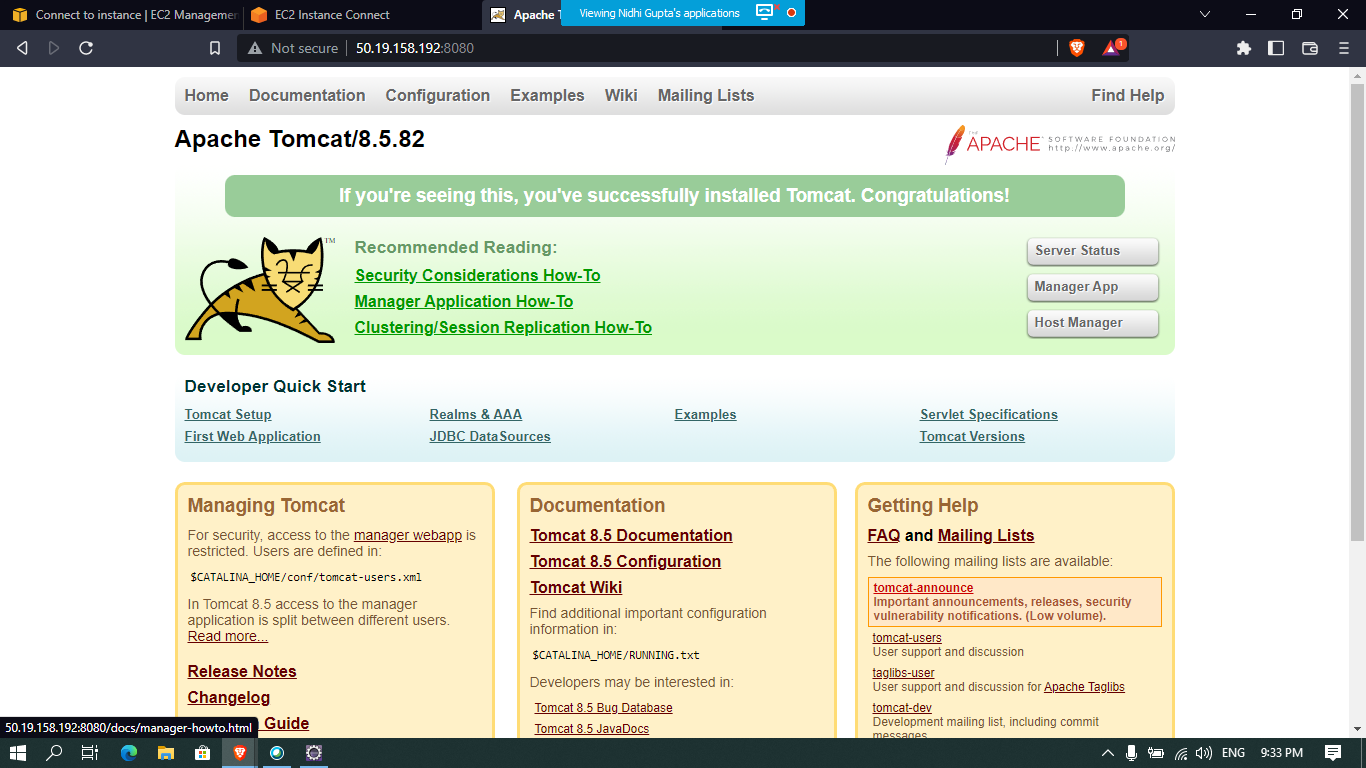 Connect to instance | EC2 Managemen
EC2 Instance Connect
Apache T
Viewing Nidhi Gupta's applications
Not secure
50.19.158.192:8080
1
Home
Documentation
Configuration
Examples
Wiki
Mailing Lists
Find Help
Apache Tomcat/8.5.82
THE
APACHE™
SOFTWARE FOUNDATION
http://www.apache.org/
If you're seeing this, you've successfully installed Tomcat. Congratulations!
TM
Recommended Reading:
Security Considerations How-To
Manager Application How-To
Clustering/Session Replication How-To
Server Status
Manager App
Host Manager
Developer Quick Start
Tomcat Setup
First Web Application
Realms & AAA
JDBC DataSources
Examples
Servlet Specifications
Tomcat Versions
Managing Tomcat
For security, access to the manager webapp is
restricted. Users are defined in:
$CATALINA_HOME/conf/tomcat-users.xml
In Tomcat 8.5 access to the manager
application is split between different users.
Read more...
Release Notes
Changelog
Guide
Documentation
Tomcat 8.5 Documentation
Tomcat 8.5 Configuration
Tomcat Wiki
Find additional important configuration
information in:
$CATALINA_HOME/RUNNING.txt
Developers may be interested in:
Tomcat 8.5 Bug Database
Tomcat 8.5 JavaDocs
Getting Help
FAQ and Mailing Lists
The following mailing lists are available:
tomcat-announce
Important announcements, releases, security
vulnerability notifications. (Low volume).
tomcat-users
User support and discussion
taglibs-user
User support and discussion for Apache Taglibs
tomcat-dev
Development mailing list, including commit
messages
50.19.158.192:8080/docs/manager-howto.html
ENG
9:33 PM